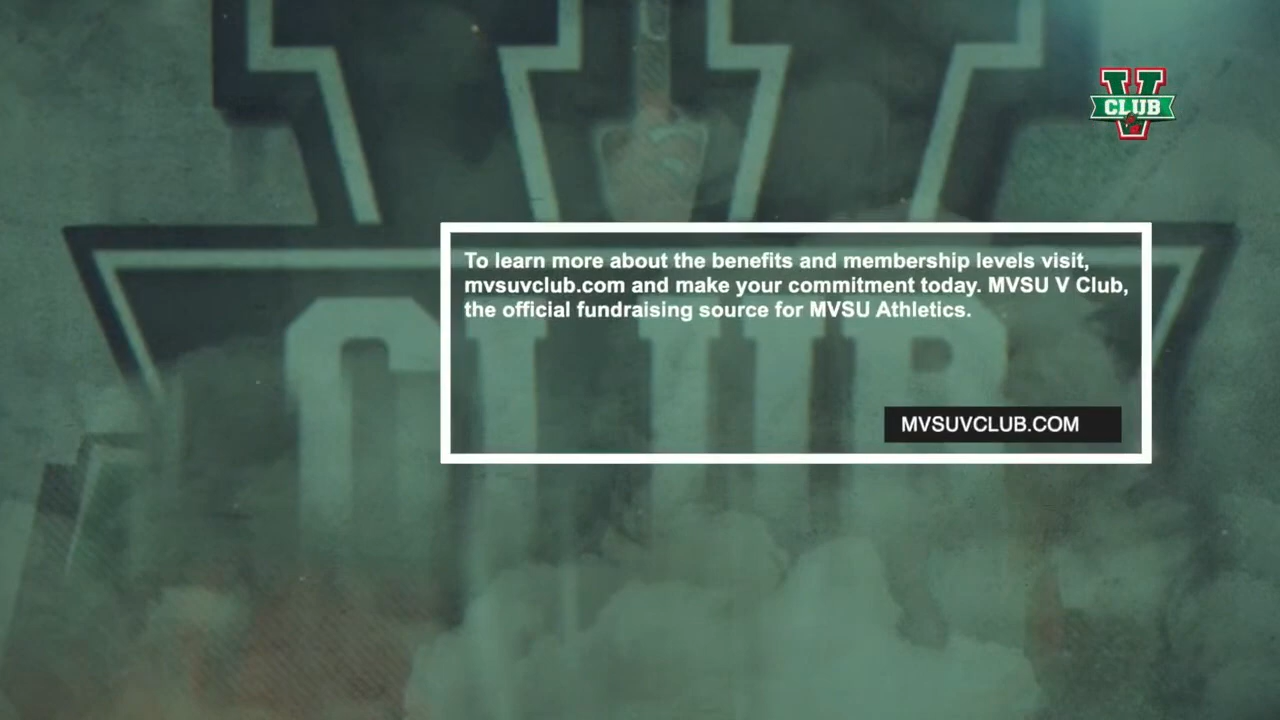 V
CLUB
CLUB
To learn more about the benefits and membership levels visit,
mvsuvclub.com and make your commitment today. MVSU V Club,
the official fundraising source for MVSU Athletics.
MVSUVCLUB.COM